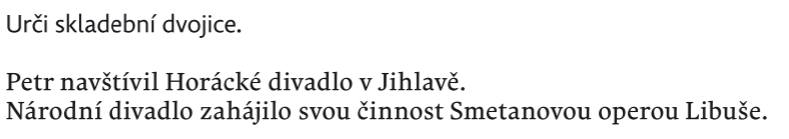 Urči skladební dvojice.
Petr navštívil Horácké divadlo v Jihlavě.
Národní divadlo zahájilo svou činnost Smetanovou operou Libuše.